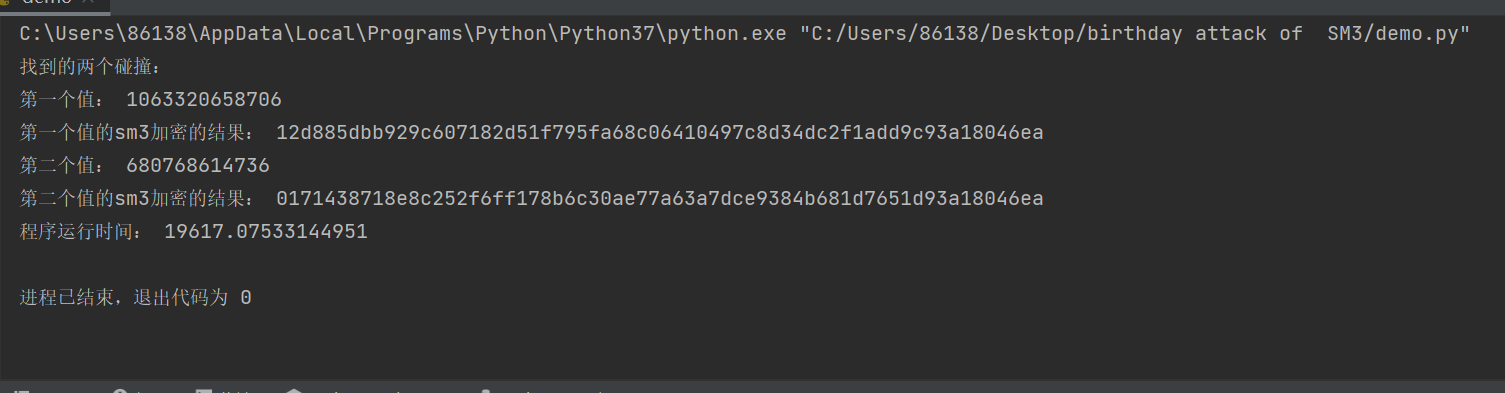 demo
C:\Users\86138\AppData\Local\Programs\Python\Python37\python.exe "C:/Users/86138/Desktop/birthday attack of  SM3/demo.py"
找到的两个碰撞：
第一个值： 1063320658706
第一个值的sm3加密的结果： 12d885dbb929c607182d51f795fa68c06410497c8d34dc2f1add9c93a18046ea
第二个值： 680768614736
第二个值的sm3加密的结果： 0171438718e8c252f6ff178b6c30ae77a63a7dce9384b681d7651d93a18046ea
程序运行时间： 19617.07533144951
进程已结束，退出代码为 0